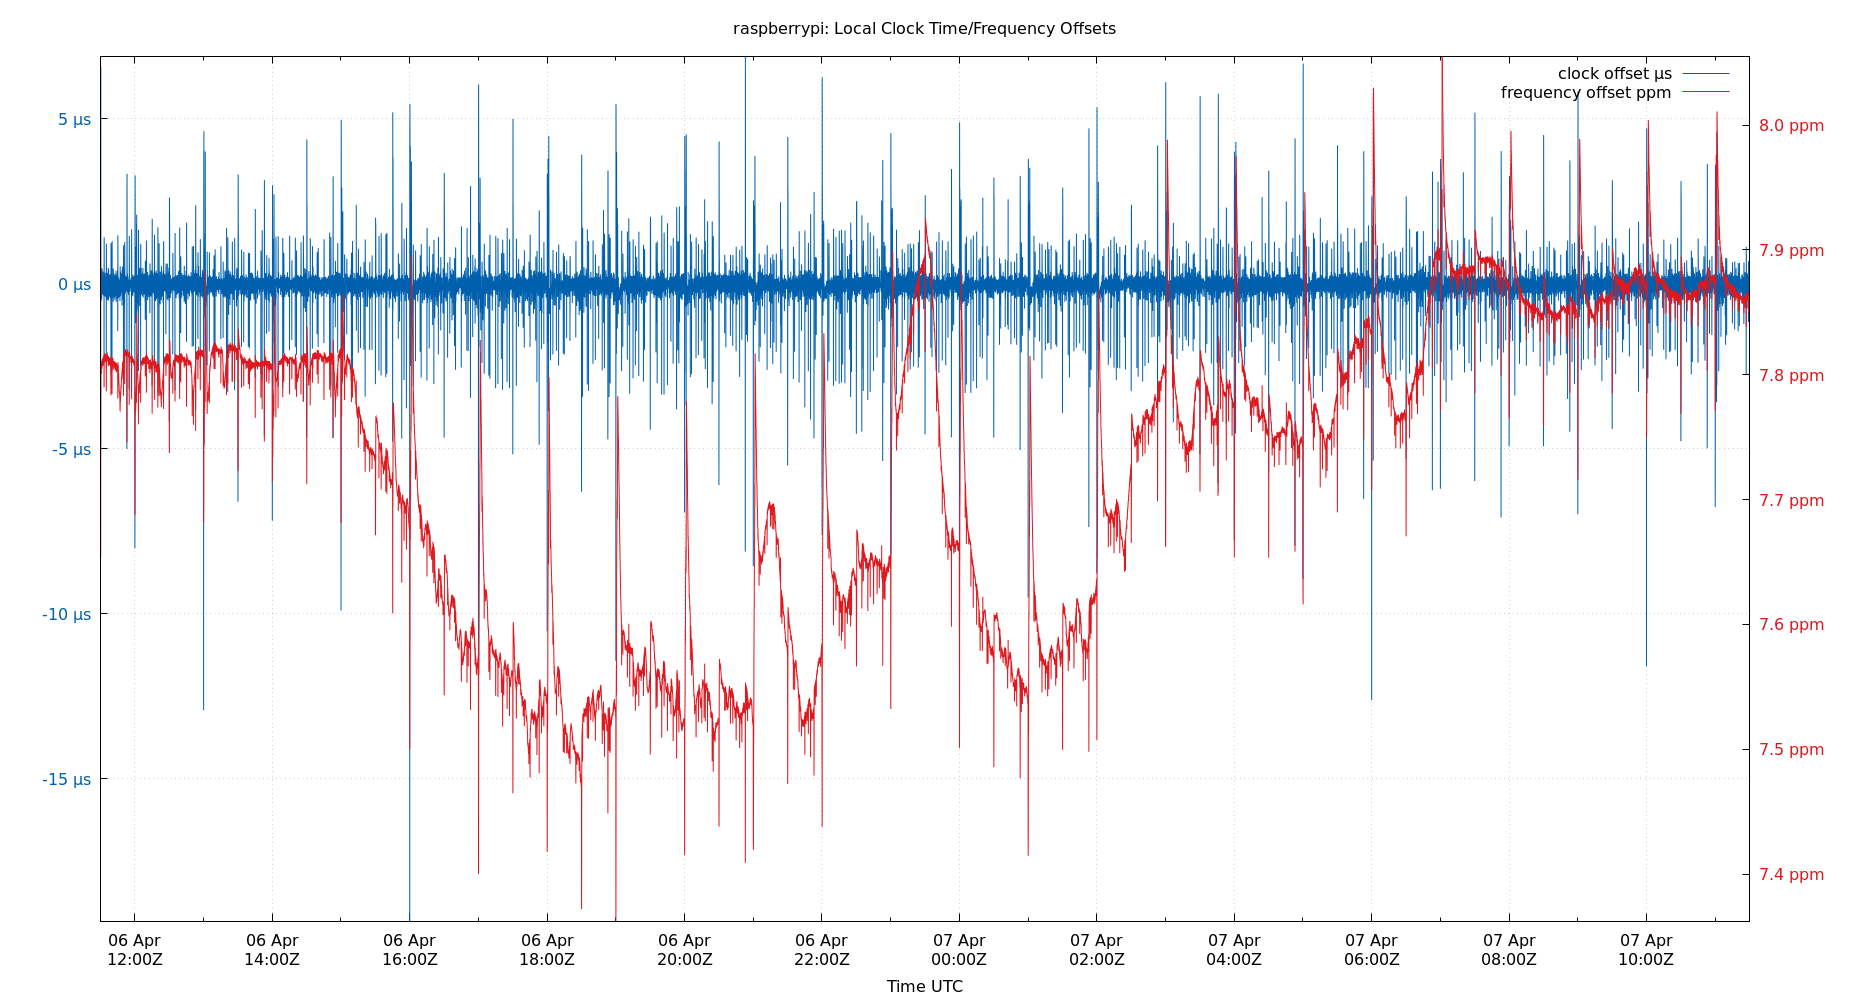 raspberrypi: Local Clock Time/Frequency Offsets
clock offset µs
frequency offset ppm
5 µs
0 µs
-5 µs
-10 µs
-15 µs
8.0 ppm
7.9 ppm
7.8 ppm
7.7 ppm
7.6 ppm
7.5 ppm
7.4 ppm
06 Apr 06 Apr 06 Apr 06 Apr 06 Apr 06 Apr 07 Apr 07 Apr 07 Apr 07 Apr 07 Apr 07 Apr
12:00Z 14:00Z 16:00Z 18:00Z 20:00Z 22:00Z 00:00Z 02:00Z 04:00Z 06:00Z 08:00Z 10:00Z
Time UTC